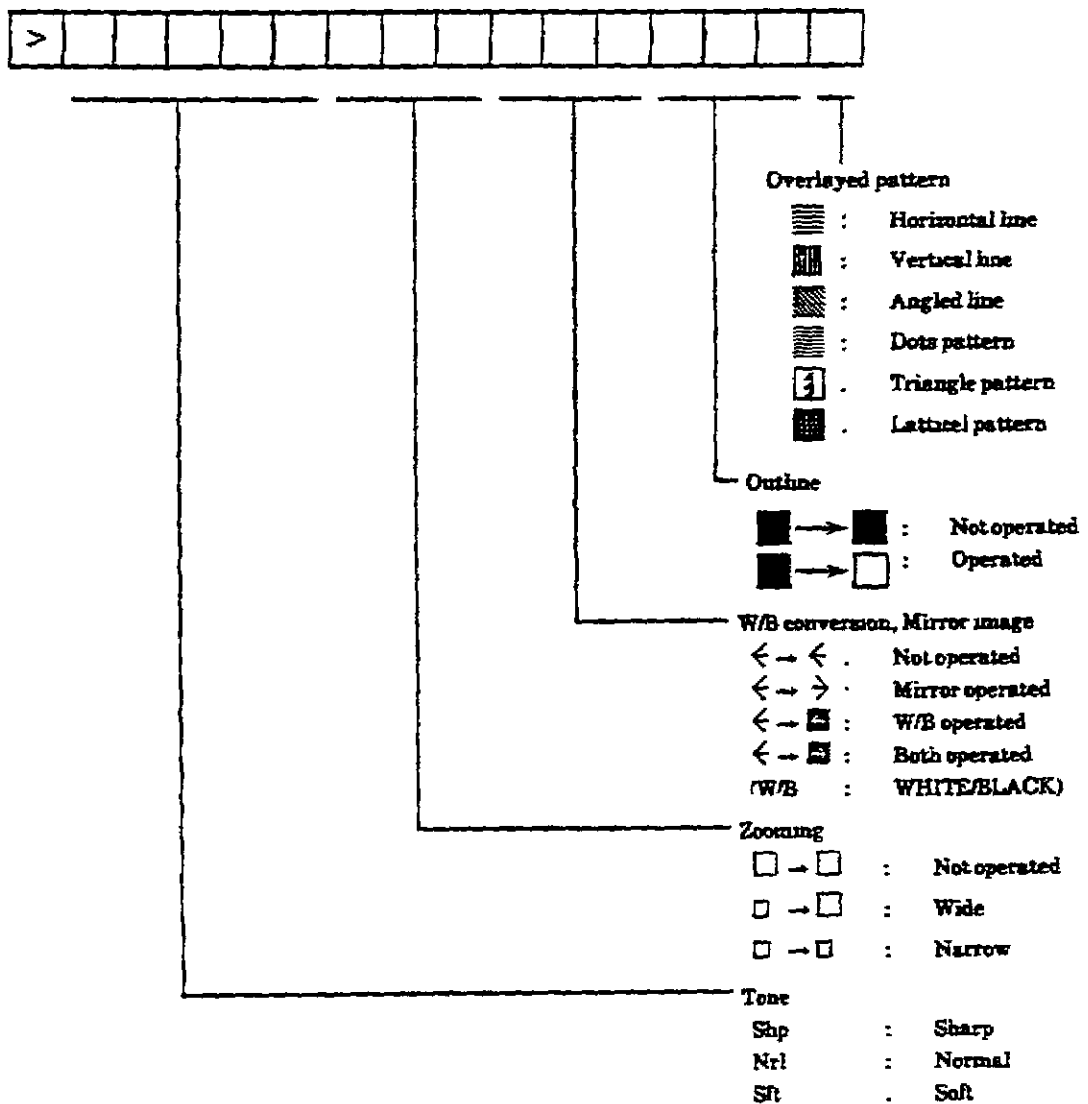 >
Overlayed pattern
: Horizontal line
: Vertical line
: Angled line
: Dots pattern
. Triangle pattern
. Latticel pattern
Outline
→ : Not operated
→ : Operated
W/B conversion, Mirror image
← → ← . Not operated
← → → . Mirror operated
← → ← : W/B operated
← → → : Both operated
(W/B : WHITE/BLACK)
Zooming
□ → □ : Not operated
□ → □ : Wide
□ → □ : Narrow
Tone
Shp : Sharp
Nrl : Normal
Sft . Soft